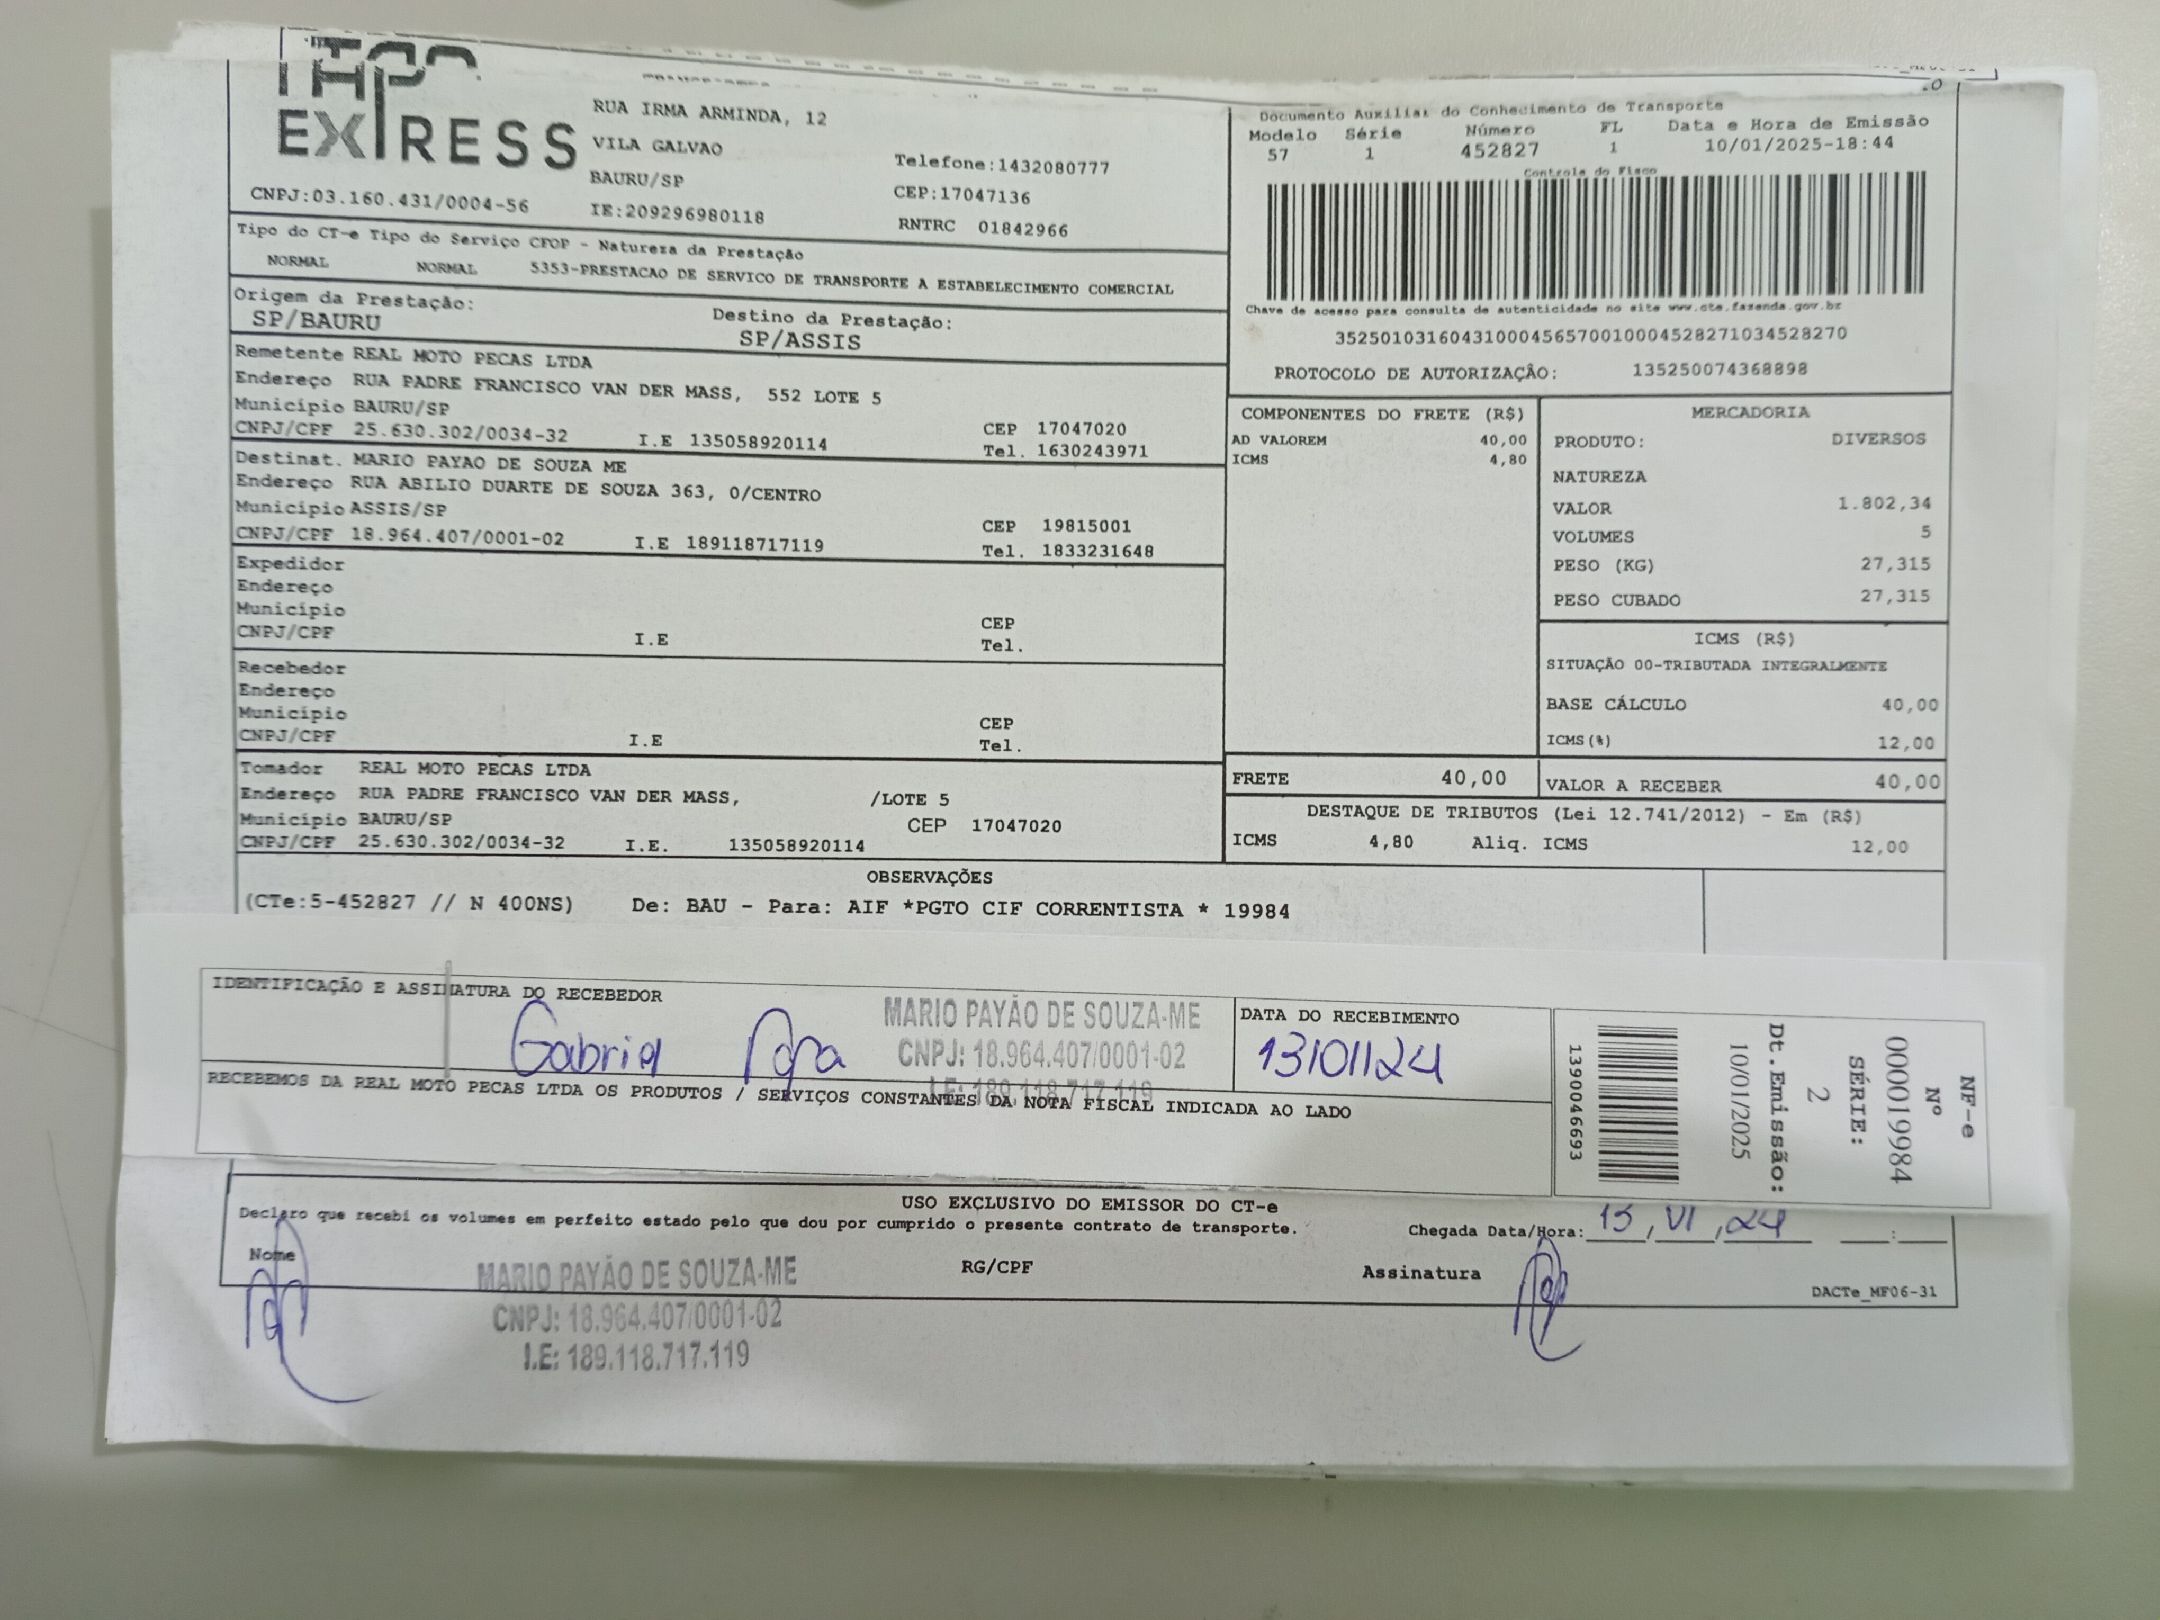 EXPRESS
RUA IRMA ARMINDA, 12
VILA GALVAO
BAURU/SP
IE:209296980118
Telefone:1432080777
CEP:17047136
RNTRC 01842966
CNPJ:03.160.431/0004-56
Documento Auxiliar do Conhecimento de Transporte
Modelo Série Número FL Data e Hora de Emissão
57 1 452827 1 10/01/2025-18:44
Controle do Fisco
Chave de acesso para consulta de autenticidade no site www.cte.fazenda.gov.br
35250103160431000456570010004528271034528270
PROTOCOLO DE AUTORIZAÇÂO: 135250074368898
Tipo do CT-e Tipo do Serviço CFOP - Natureza da Prestação
NORMAL NORMAL 5353-PRESTACAO DE SERVICO DE TRANSPORTE A ESTABELECIMENTO COMERCIAL
Origem da Prestação: Destino da Prestação:
SP/BAURU SP/ASSIS
Remetente REAL MOTO PECAS LTDA
Endereço RUA PADRE FRANCISCO VAN DER MASS, 552 LOTE 5
Município BAURU/SP CEP 17047020
CNPJ/CPF 25.630.302/0034-32 I.E 135058920114 Tel. 1630243971
Destinat. MARIO PAYAO DE SOUZA ME
Endereço RUA ABILIO DUARTE DE SOUZA 363, 0/CENTRO
Município ASSIS/SP CEP 19815001
CNPJ/CPF 18.964.407/0001-02 I.E 189118717119 Tel. 1833231648
Expedidor
Endereço
Município CEP
CNPJ/CPF I.E Tel.
Recebedor
Endereço
Município CEP
CNPJ/CPF I.E Tel.
Tomador REAL MOTO PECAS LTDA
Endereço RUA PADRE FRANCISCO VAN DER MASS, /LOTE 5
Município BAURU/SP CEP 17047020
CNPJ/CPF 25.630.302/0034-32 I.E. 135058920114
COMPONENTES DO FRETE (R$)
AD VALOREM 40,00
ICMS 4,80
MERCADORIA
PRODUTO: DIVERSOS
NATUREZA
VALOR 1.802,34
VOLUMES 5
PESO (KG) 27,315
PESO CUBADO 27,315
ICMS (R$)
SITUAÇÃO 00-TRIBUTADA INTEGRALMENTE
BASE CÁLCULO 40,00
ICMS(%) 12,00
FRETE 40,00 VALOR A RECEBER 40,00
DESTAQUE DE TRIBUTOS (Lei 12.741/2012) - Em (R$)
ICMS 4,80 Aliq. ICMS 12,00
OBSERVAÇÕES
(CTe:5-452827 // N 400NS) De: BAU - Para: AIF *PGTO CIF CORRENTISTA * 19984
IDENTIFICAÇÃO E ASSINATURA DO RECEBEDOR
Gabriel
MARIO PAYÃO DE SOUZA-ME
CNPJ: 18.964.407/0001-02
I.E: 189.118.717.119
DATA DO RECEBIMENTO
13/01/24
RECEBEMOS DA REAL MOTO PECAS LTDA OS PRODUTOS / SERVIÇOS CONSTANTES DA NOTA FISCAL INDICADA AO LADO
NF-e
Nº
000019984
SÉRIE:
2
Dt.Emissão:
10/01/2025
1390046693
USO EXCLUSIVO DO EMISSOR DO CT-e
Declaro que recebi os volumes em perfeito estado pelo que dou por cumprido o presente contrato de transporte.
Chegada Data/Hora: 13, VI, 24 :
Nome RG/CPF Assinatura
MARIO PAYÃO DE SOUZA-ME
CNPJ: 18.964.407/0001-02
I.E: 189.118.717.119
DACTe_MF06-31